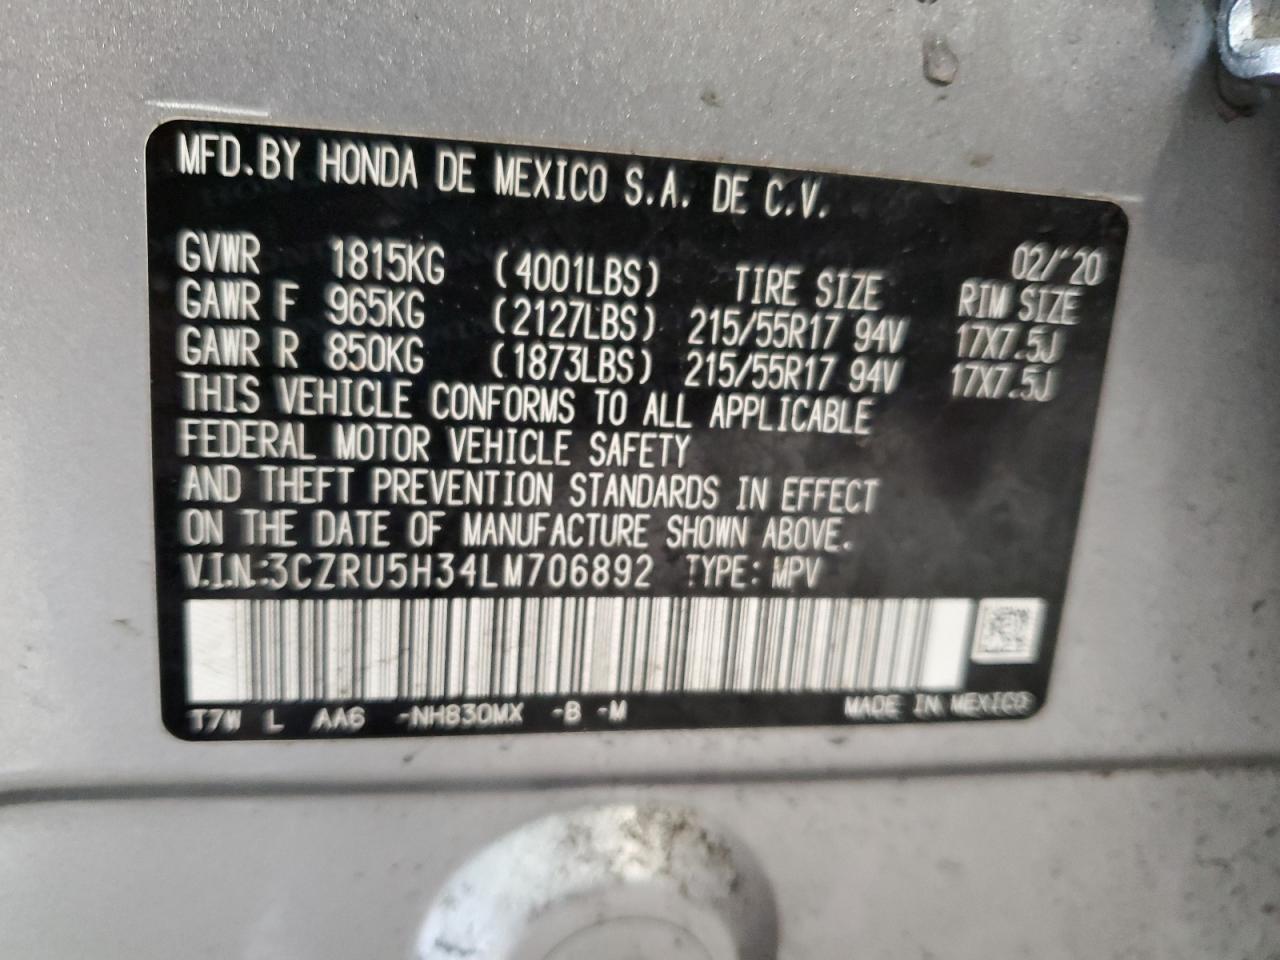 MFD.BY HONDA DE MEXICO S.A. DE C.V.
02/'20
GVWR 1815KG (4001LBS) TIRE SIZE RIM SIZE
GAWR F 965KG (2127LBS) 215/55R17 94V 17X7.5J
GAWR R 850KG (1873LBS) 215/55R17 94V 17X7.5J
THIS VEHICLE CONFORMS TO ALL APPLICABLE
FEDERAL MOTOR VEHICLE SAFETY
AND THEFT PREVENTION STANDARDS IN EFFECT
ON THE DATE OF MANUFACTURE SHOWN ABOVE.
V.I.N.:3CZRU5H34LM706892 TYPE: MPV
T7W L AA6 -NH830MX -B -M MADE IN MEXICO